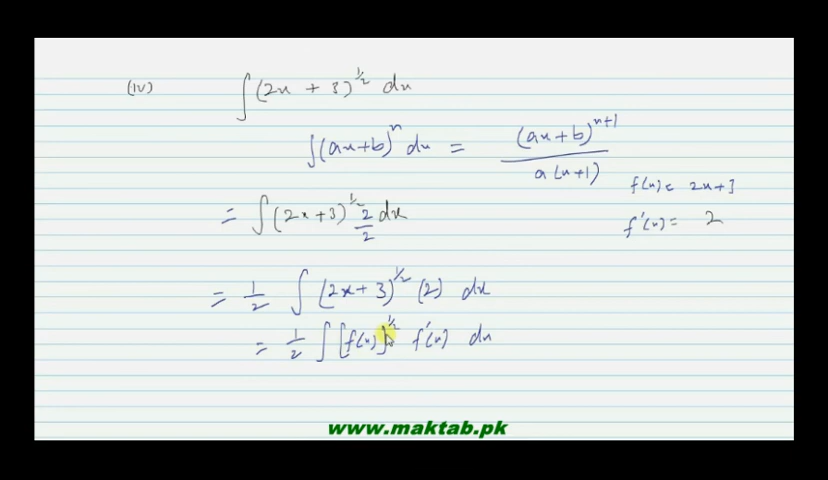 (iv) ∫(2x + 3)^½ dx
∫(ax+b)^n dx = (ax+b)^(n+1) / a(n+1)
f(x) = 2x+3
= ∫(2x+3)^½ 2/2 dx
f'(x) = 2
= ½ ∫(2x+3)^½ (2) dx
= ½ ∫[f(x)]^½ f'(x) dx
www.maktab.pk